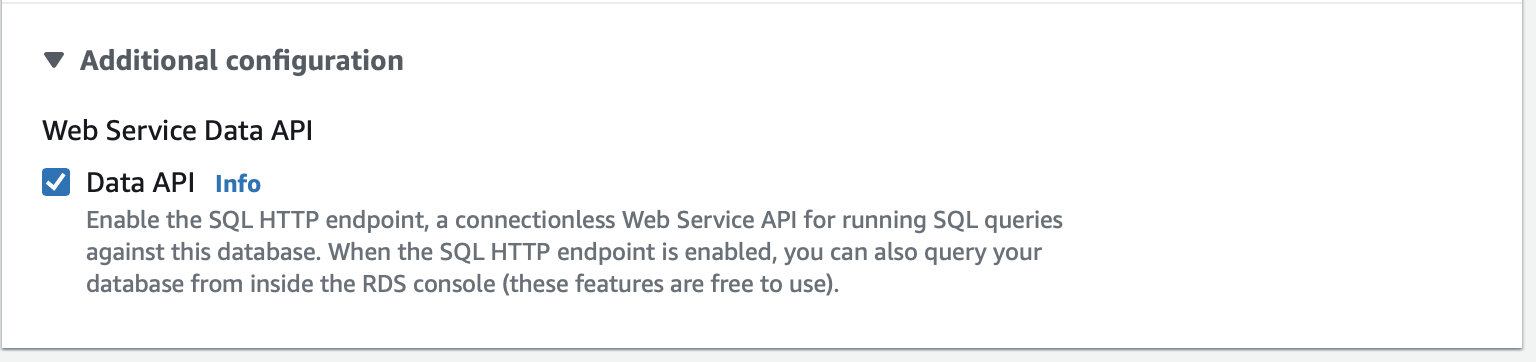 Additional configuration
Web Service Data API
Data API Info
Enable the SQL HTTP endpoint, a connectionless Web Service API for running SQL queries
against this database. When the SQL HTTP endpoint is enabled, you can also query your
database from inside the RDS console (these features are free to use).